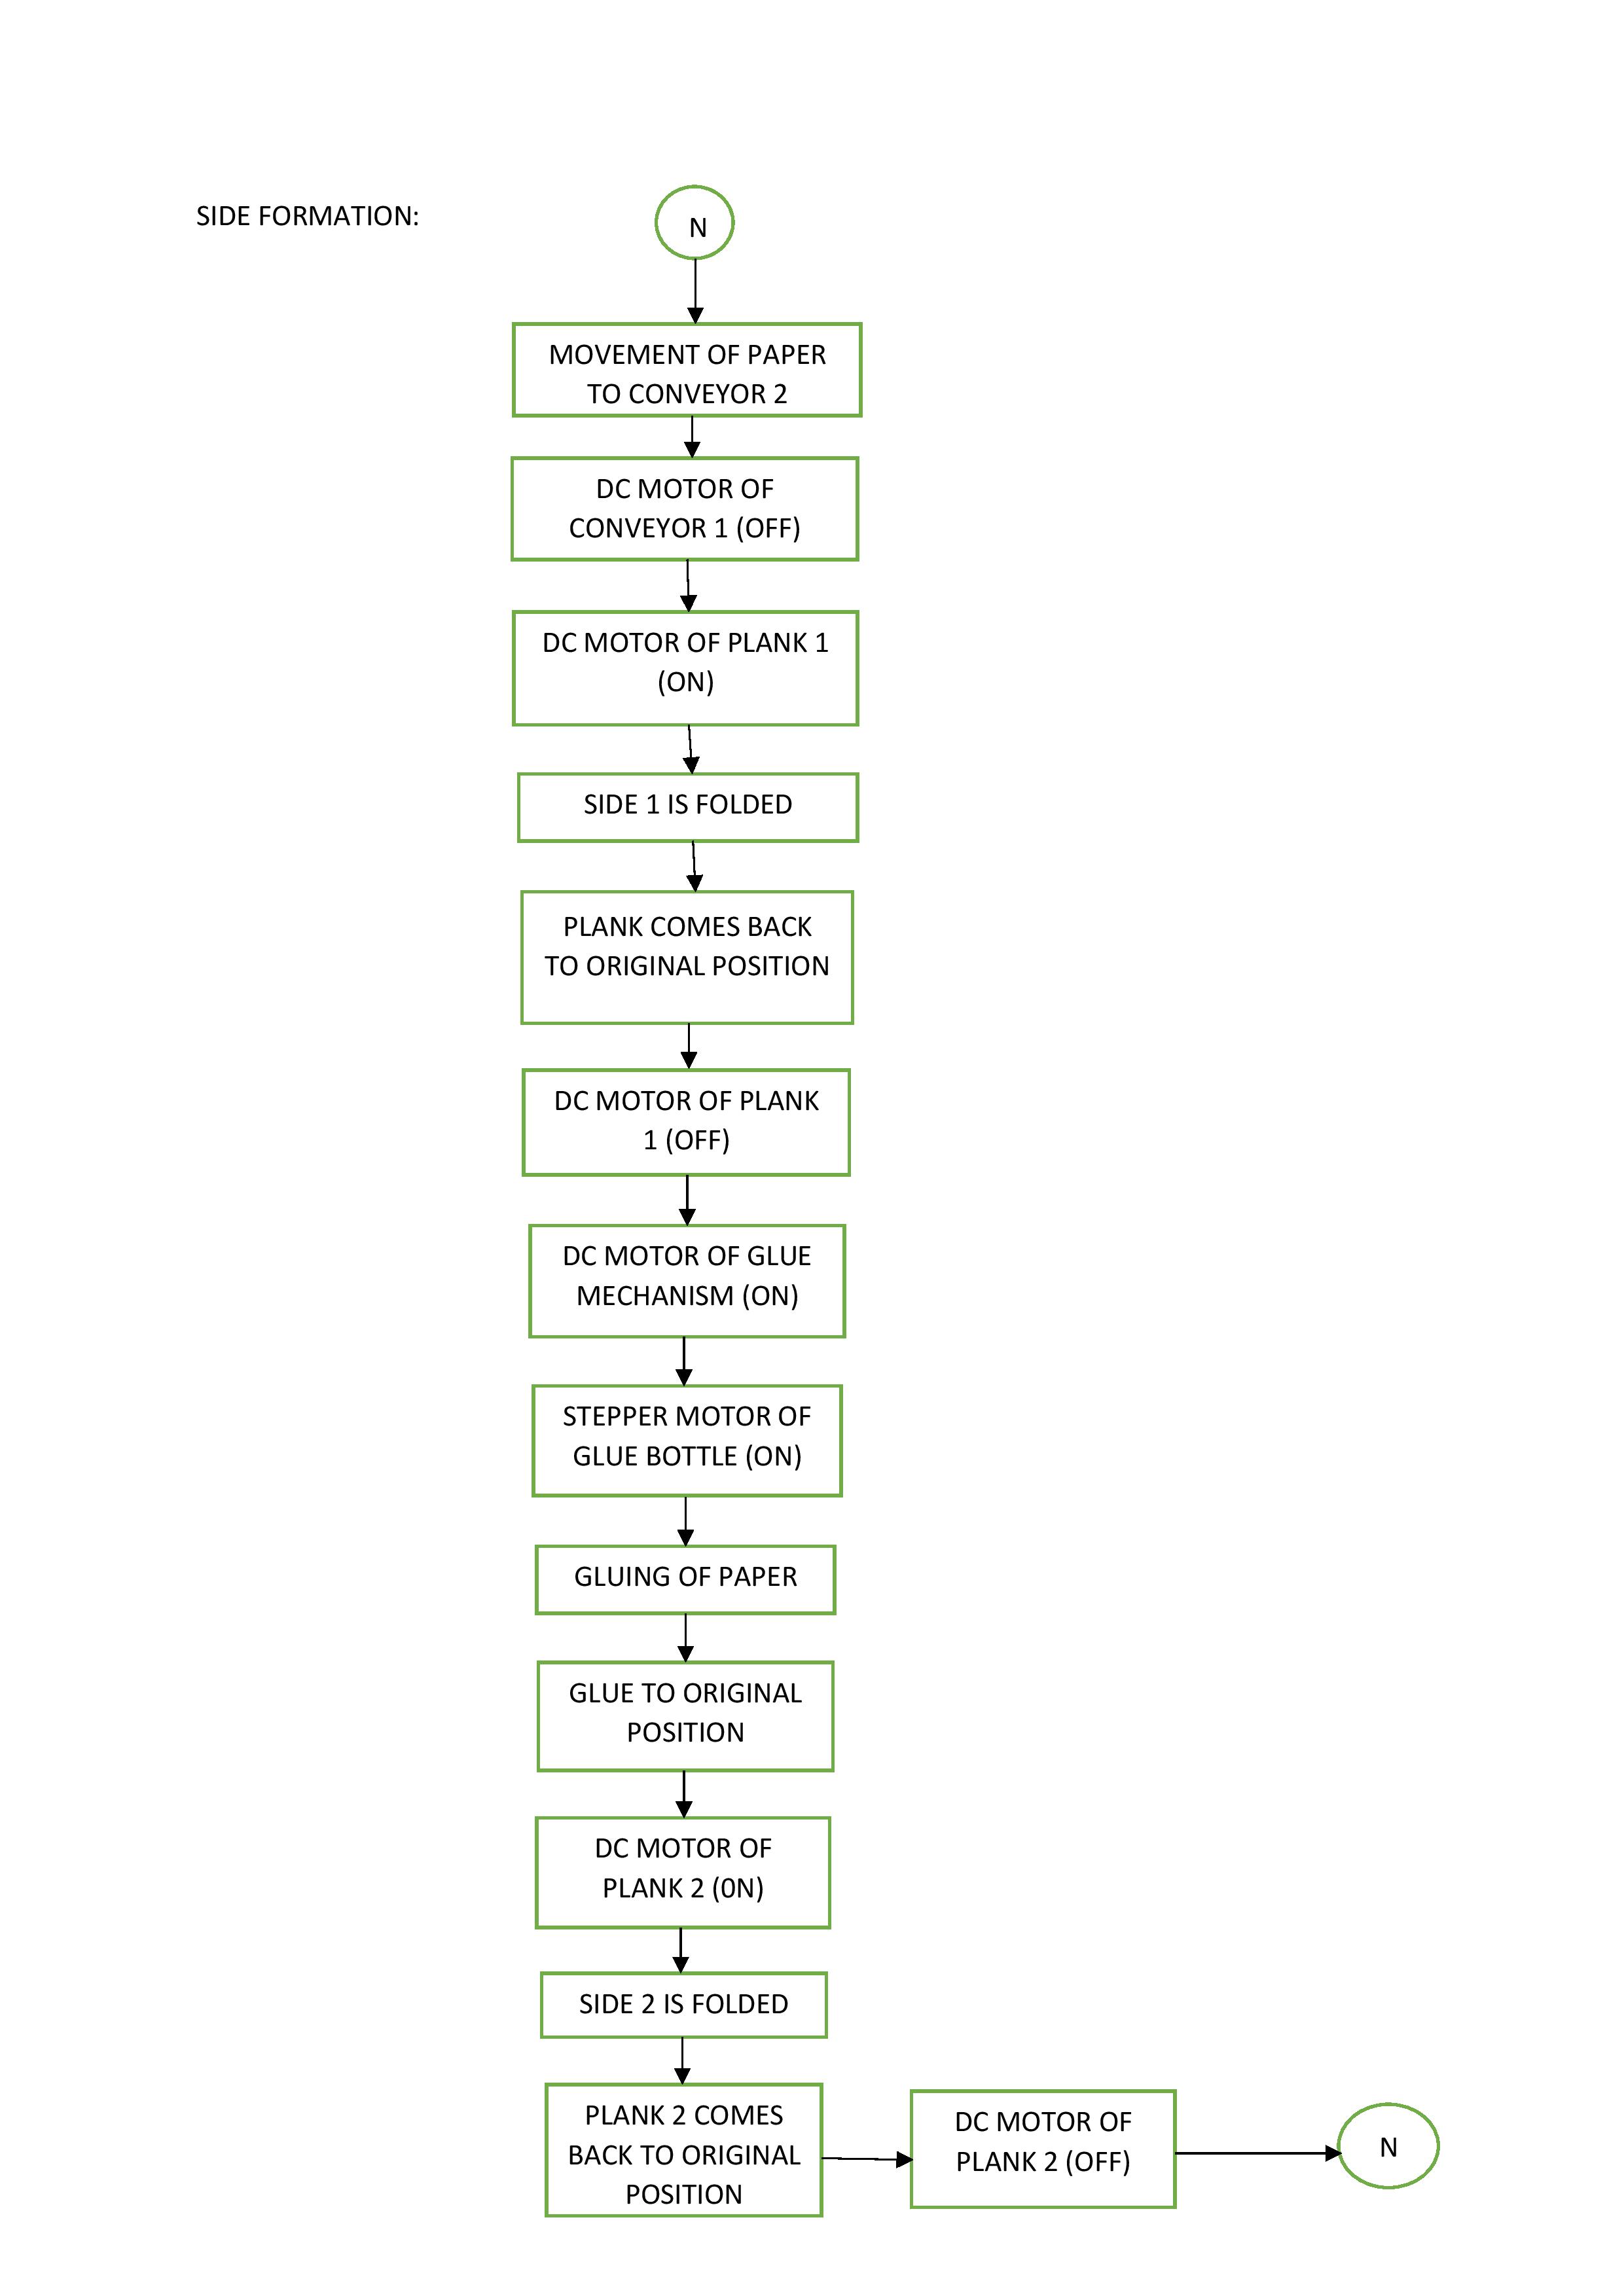 SIDE FORMATION:
N
MOVEMENT OF PAPER
TO CONVEYOR 2
DC MOTOR OF
CONVEYOR 1 (OFF)
DC MOTOR OF PLANK 1
(ON)
SIDE 1 IS FOLDED
PLANK COMES BACK
TO ORIGINAL POSITION
DC MOTOR OF PLANK
1 (OFF)
DC MOTOR OF GLUE
MECHANISM (ON)
STEPPER MOTOR OF
GLUE BOTTLE (ON)
GLUING OF PAPER
GLUE TO ORIGINAL
POSITION
DC MOTOR OF
PLANK 2 (0N)
SIDE 2 IS FOLDED
PLANK 2 COMES
BACK TO ORIGINAL
POSITION
DC MOTOR OF
PLANK 2 (OFF)
N